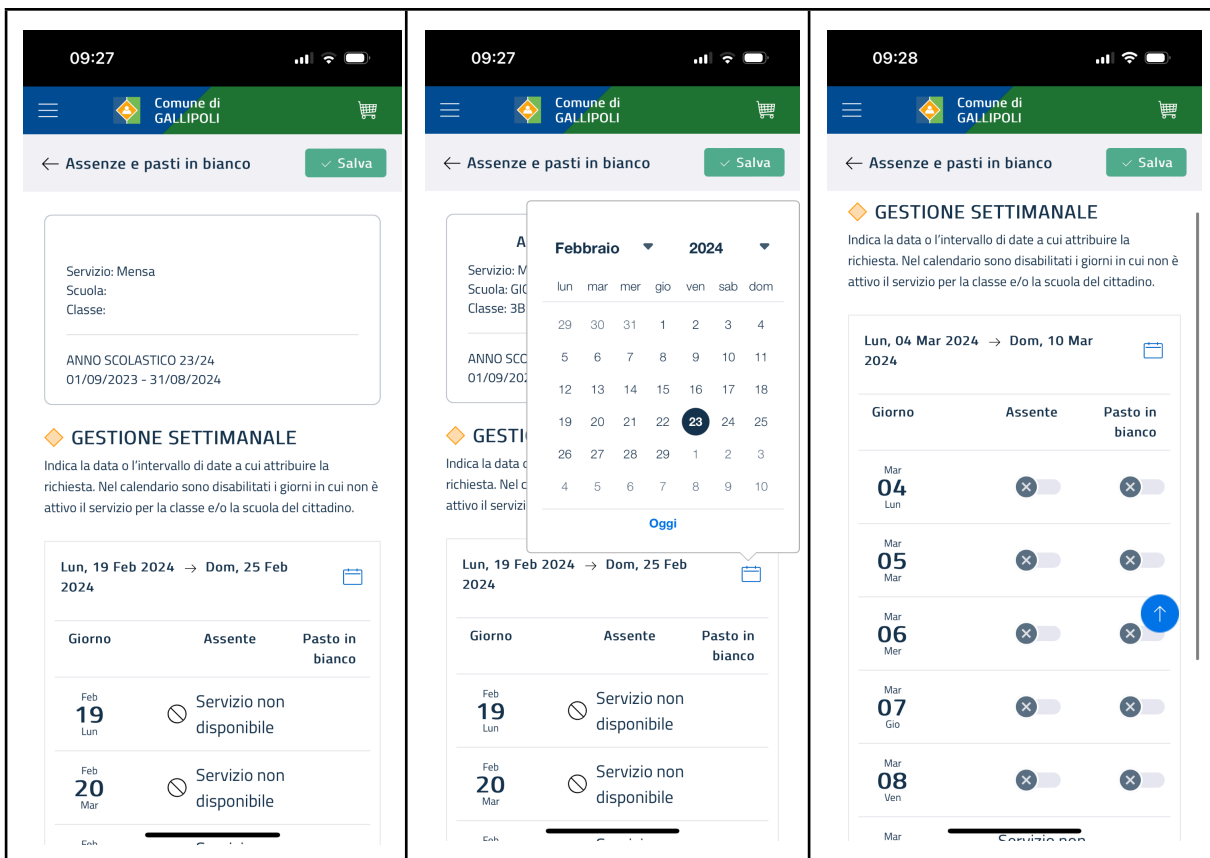 09:27
Comune di
GALLIPOLI
Assenze e pasti in bianco
Salva
Servizio: Mensa
Scuola:
Classe:
ANNO SCOLASTICO 23/24
01/09/2023 - 31/08/2024
GESTIONE SETTIMANALE
Indica la data o l'intervallo di date a cui attribuire la
richiesta. Nel calendario sono disabilitati i giorni in cui non è
attivo il servizio per la classe e/o la scuola del cittadino.
Lun, 19 Feb 2024 → Dom, 25 Feb
2024
Giorno Assente Pasto in
bianco
Feb
19
Lun
Servizio non
disponibile
Feb
20
Mar
Servizio non
disponibile
Feb
09:27
Comune di
GALLIPOLI
Assenze e pasti in bianco
Salva
A
Servizio: M
Scuola: GIO
Classe: 3B
ANNO SCO
01/09/202
GESTI
Indica la data o
richiesta. Nel c
attivo il servizi
Febbraio 2024
lun mar mer gio ven sab dom
29 30 31 1 2 3 4
5 6 7 8 9 10 11
12 13 14 15 16 17 18
19 20 21 22 23 24 25
26 27 28 29 1 2 3
4 5 6 7 8 9 10
Oggi
Lun, 19 Feb 2024 → Dom, 25 Feb
2024
Giorno Assente Pasto in
bianco
Feb
19
Lun
Servizio non
disponibile
Feb
20
Mar
Servizio non
disponibile
Feb
09:28
Comune di
GALLIPOLI
Assenze e pasti in bianco
Salva
GESTIONE SETTIMANALE
Indica la data o l'intervallo di date a cui attribuire la
richiesta. Nel calendario sono disabilitati i giorni in cui non è
attivo il servizio per la classe e/o la scuola del cittadino.
Lun, 04 Mar 2024 → Dom, 10 Mar
2024
Giorno Assente Pasto in
bianco
Mar
04
Lun
Mar
05
Mar
Mar
06
Mer
Mar
07
Gio
Mar
08
Ven
Mar
Servizio non